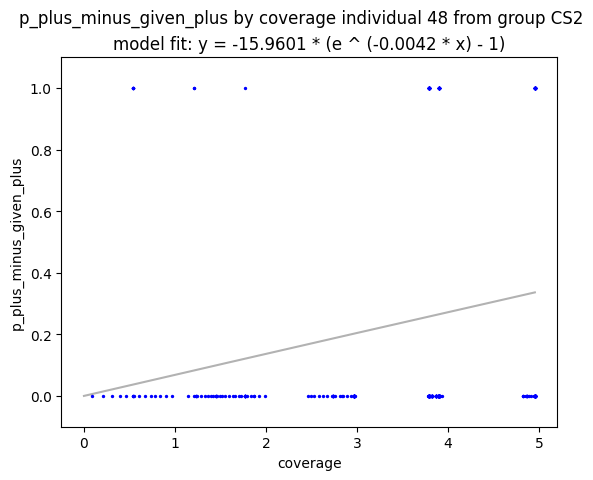 p_plus_minus_given_plus by coverage individual 48 from group CS2
model fit: y = -15.9601 * (e ^ (-0.0042 * x) - 1)
p_plus_minus_given_plus
1.0
0.8
0.6
0.4
0.2
0.0
0 1 2 3 4 5
coverage